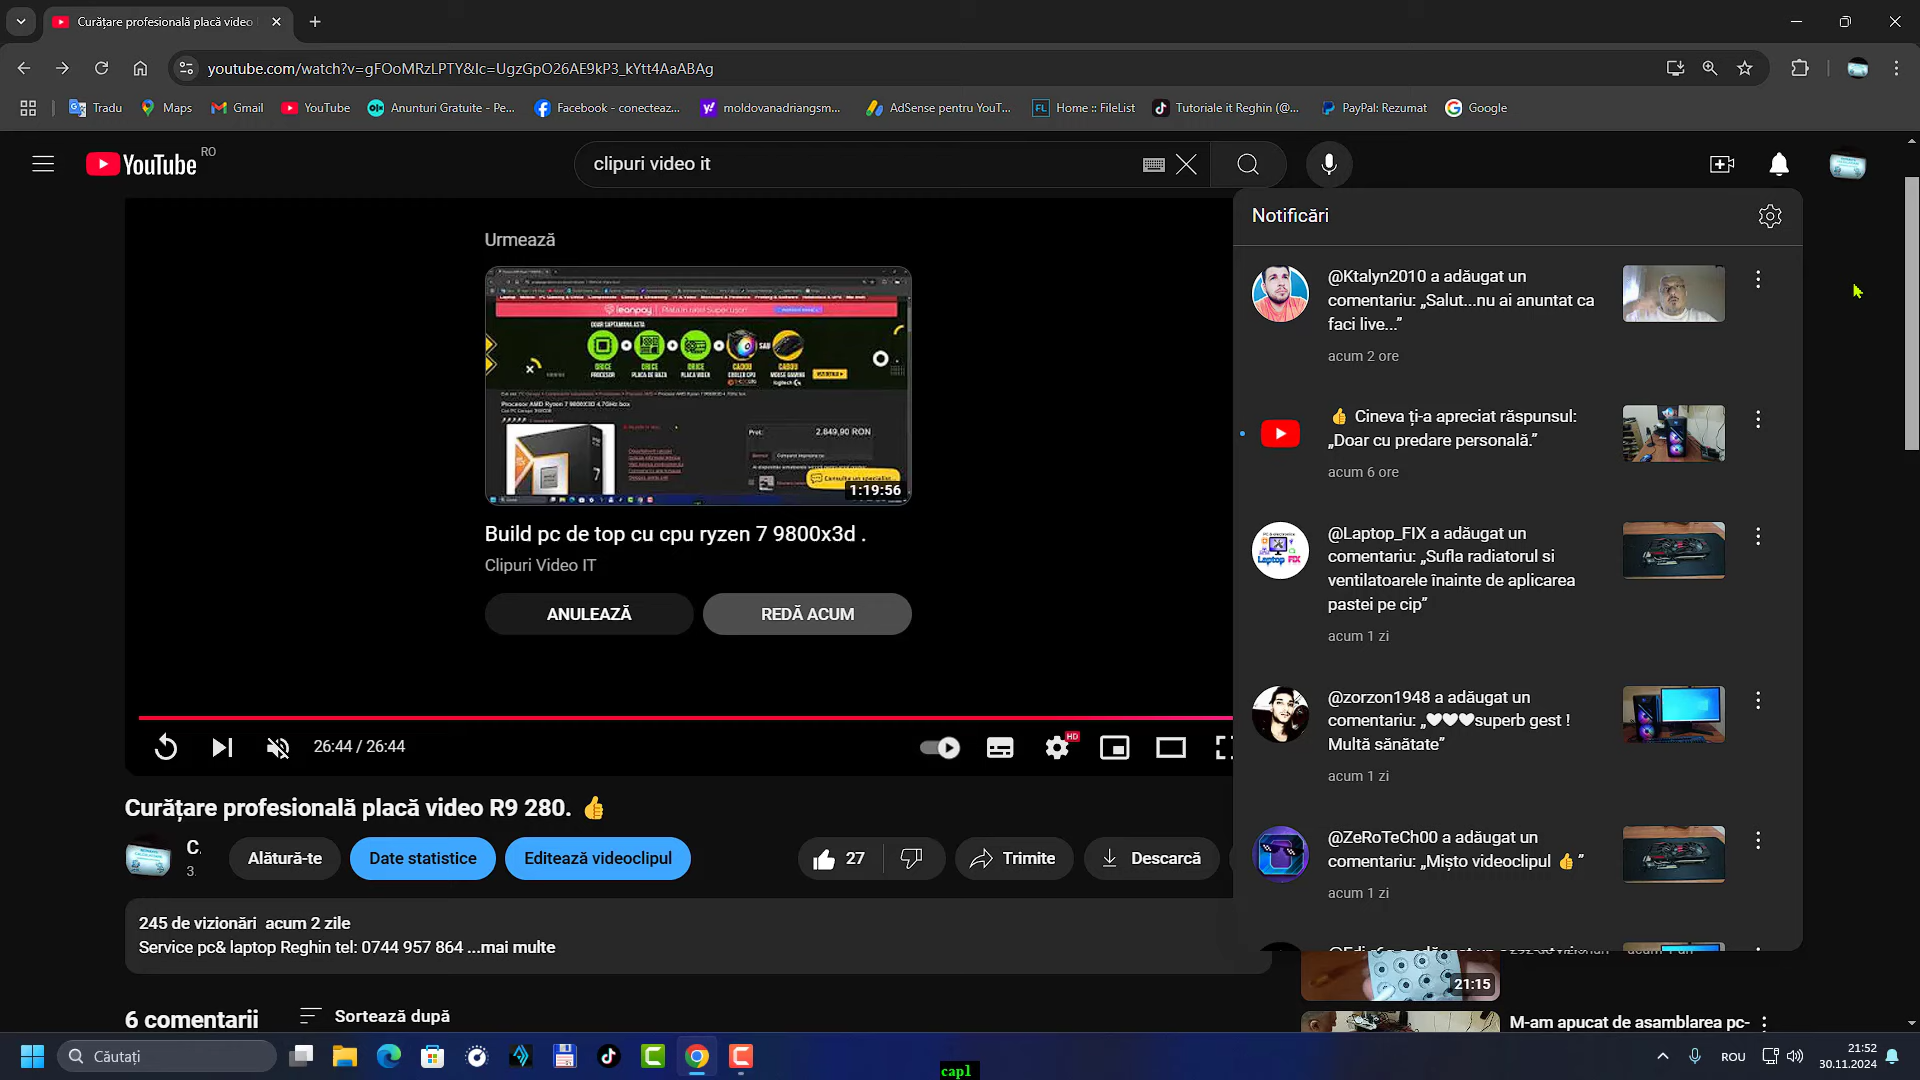 Curățare profesională placă video
youtube.com/watch?v=gFOoMRzLPTY&lc=UgzGpO26AE9kP3_kYtt4AaABAg
Tradu
Maps
Gmail
YouTube
Anunturi Gratuite - Pe...
Facebook - conecteaz...
moldovanadriangsm...
AdSense pentru YouT...
Home :: FileList
Tutoriale it Reghin (@...
PayPal: Rezumat
Google
YouTube RO
clipuri video it
Urmează
leanpay
2.849,90 RON
1:19:56
Build pc de top cu cpu ryzen 7 9800x3d .
Clipuri Video IT
ANULEAZĂ
REDĂ ACUM
26:44 / 26:44
HD
Notificări
@Ktalyn2010 a adăugat un
comentariu: „Salut...nu ai anuntat ca
faci live...”
acum 2 ore
👍 Cineva ți-a apreciat răspunsul:
„Doar cu predare personală.”
acum 6 ore
@Laptop_FIX a adăugat un
comentariu: „Sufla radiatorul si
ventilatoarele înainte de aplicarea
pastei pe cip”
acum 1 zi
@zorzon1948 a adăugat un
comentariu: „🤍🤍🤍superb gest !
Multă sănătate”
acum 1 zi
@ZeRoTeCh00 a adăugat un
comentariu: „Mișto videoclipul 👍”
acum 1 zi
Curățare profesională placă video R9 280. 👍
C.
3.
Alătură-te
Date statistice
Editează videoclipul
27
Trimite
Descarcă
245 de vizionări acum 2 zile
Service pc& laptop Reghin tel: 0744 957 864 ...mai multe
6 comentarii
Sortează după
21:15
M-am apucat de asamblarea pc-
Căutați
cap1
ROU
21:52
30.11.2024